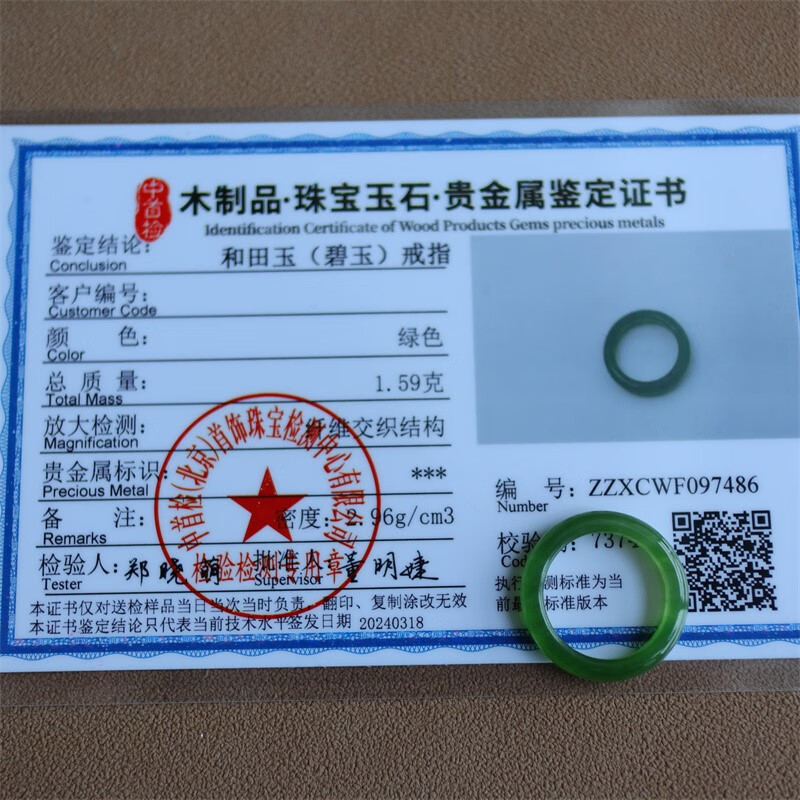 中首检
木制品·珠宝玉石·贵金属鉴定证书
Identification Certificate of Wood Products Gems precious metals
鉴定结论: 和田玉（碧玉）戒指
Conclusion
客户编号:
Customer Code
颜 色: 绿色
Color
总 质 量: 1.59克
Total Mass
放大检测: 纤维交织结构
Magnification
贵金属标识: ***
Precious Metal
备 注: 密度: 2.96g/cm3
Remarks
检验人: 郑晓 批准人: 董明婕
Tester Supervisor
本证书仅对送检样品当日当次当时负责，翻印、复制涂改无效
本证书鉴定结论只代表当前技术水平签发日期 20240318
中首检(北京)首饰珠宝检测中心有限公司
检验检测专用章
编 号: ZZXCWF097486
Number
校验 : 737
Cod
执行 测标准为当
前最 标准版本